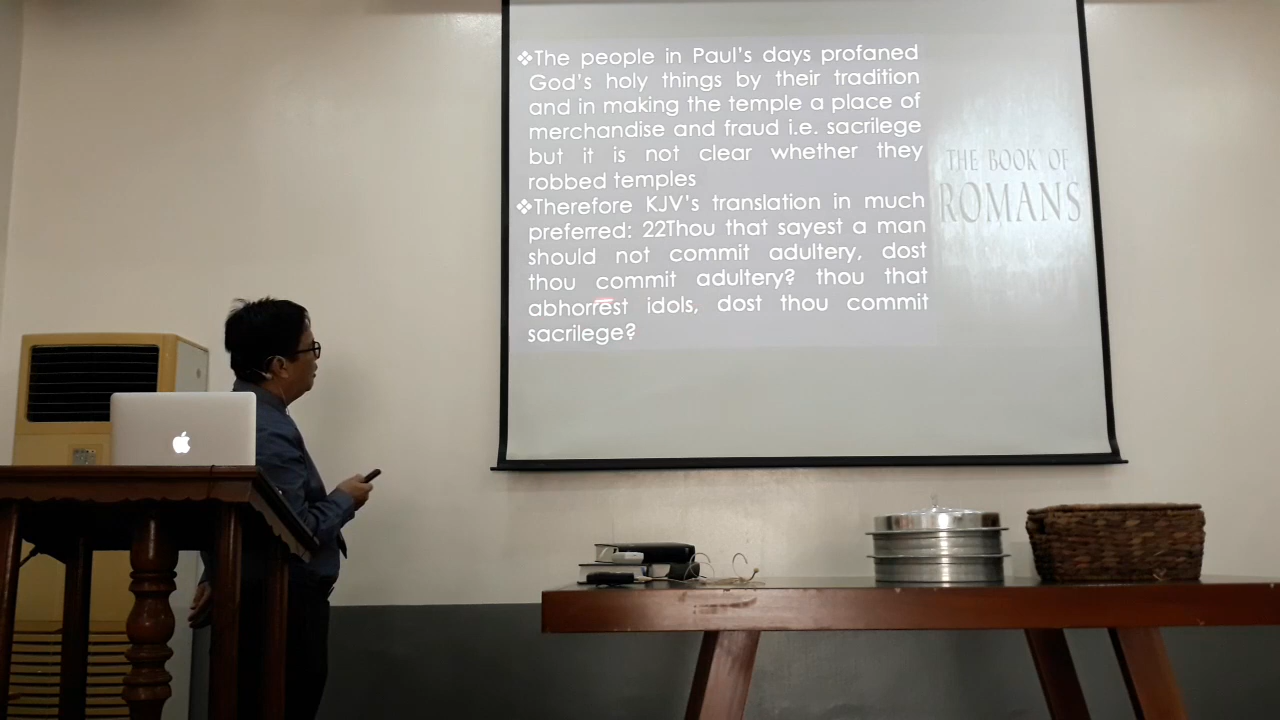 ❖The people in Paul's days profaned
God's holy things by their tradition
and in making the temple a place of
merchandise and fraud i.e. sacrilege
but it is not clear whether they
robbed temples
❖Therefore KJV's translation in much
preferred: 22Thou that sayest a man
should not commit adultery, dost
thou commit adultery? thou that
abhorrest idols, dost thou commit
sacrilege?
THE BOOK OF
ROMANS